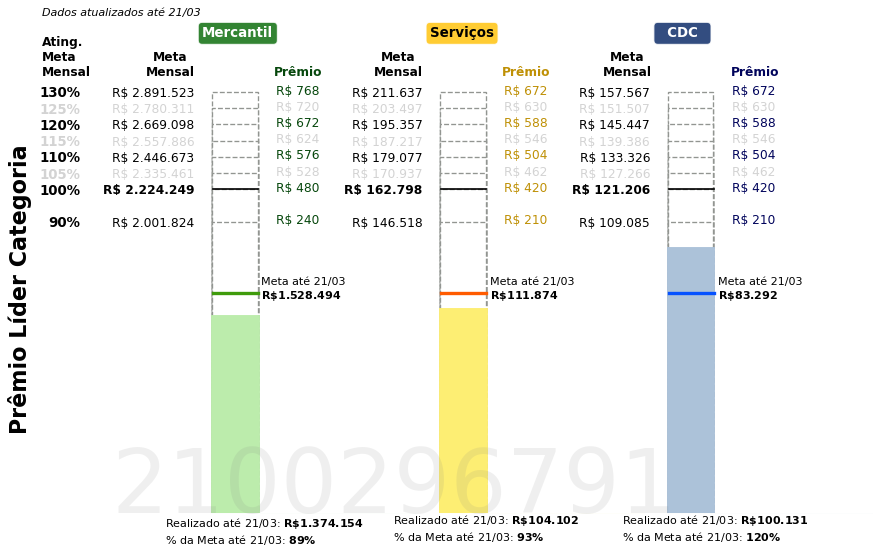 Dados atualizados até 21/03
Mercantil Serviços CDC
Ating. Meta Mensal Meta Mensal Prêmio Meta Mensal Prêmio Meta Mensal Prêmio
130% R$ 2.891.523 R$ 768 R$ 211.637 R$ 672 R$ 157.567 R$ 672
125% R$ 2.780.311 R$ 720 R$ 203.497 R$ 630 R$ 151.507 R$ 630
120% R$ 2.669.098 R$ 672 R$ 195.357 R$ 588 R$ 145.447 R$ 588
115% R$ 2.557.886 R$ 624 R$ 187.217 R$ 546 R$ 139.386 R$ 546
110% R$ 2.446.673 R$ 576 R$ 179.077 R$ 504 R$ 133.326 R$ 504
105% R$ 2.335.461 R$ 528 R$ 170.937 R$ 462 R$ 127.266 R$ 462
100% R$ 2.224.249 R$ 480 R$ 162.798 R$ 420 R$ 121.206 R$ 420
90% R$ 2.001.824 R$ 240 R$ 146.518 R$ 210 R$ 109.085 R$ 210
Prêmio Líder Categoria
Meta até 21/03 Meta até 21/03 Meta até 21/03
R$1.528.494 R$111.874 R$83.292
2100296791
Realizado até 21/03: R$1.374.154 Realizado até 21/03: R$104.102 Realizado até 21/03: R$100.131
% da Meta até 21/03: 89% % da Meta até 21/03: 93% % da Meta até 21/03: 120%